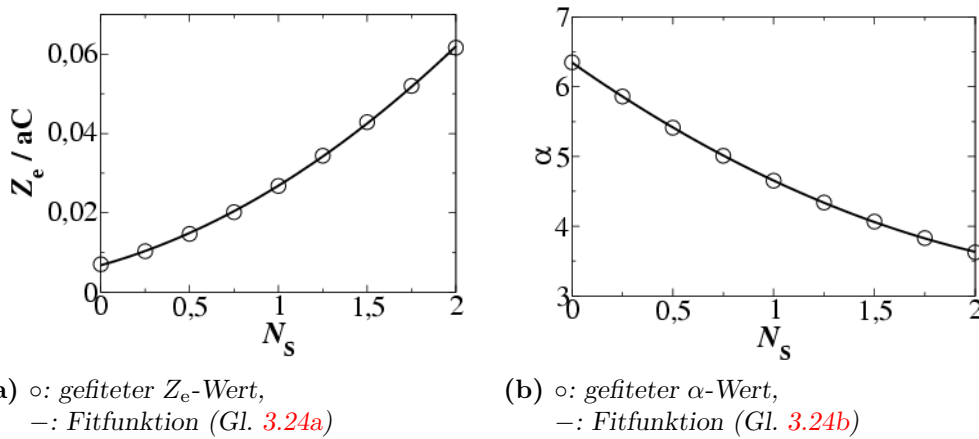 0,06
0,04
0,02
0
Z_e / aC
0 0,5 1 1,5 2
N_s
7
6
5
4
3
α
0 0,5 1 1,5 2
N_s
) ○: gefiteter Z_e-Wert,
–: Fitfunktion (Gl. 3.24a)
(b) ○: gefiteter α-Wert,
–: Fitfunktion (Gl. 3.24b)